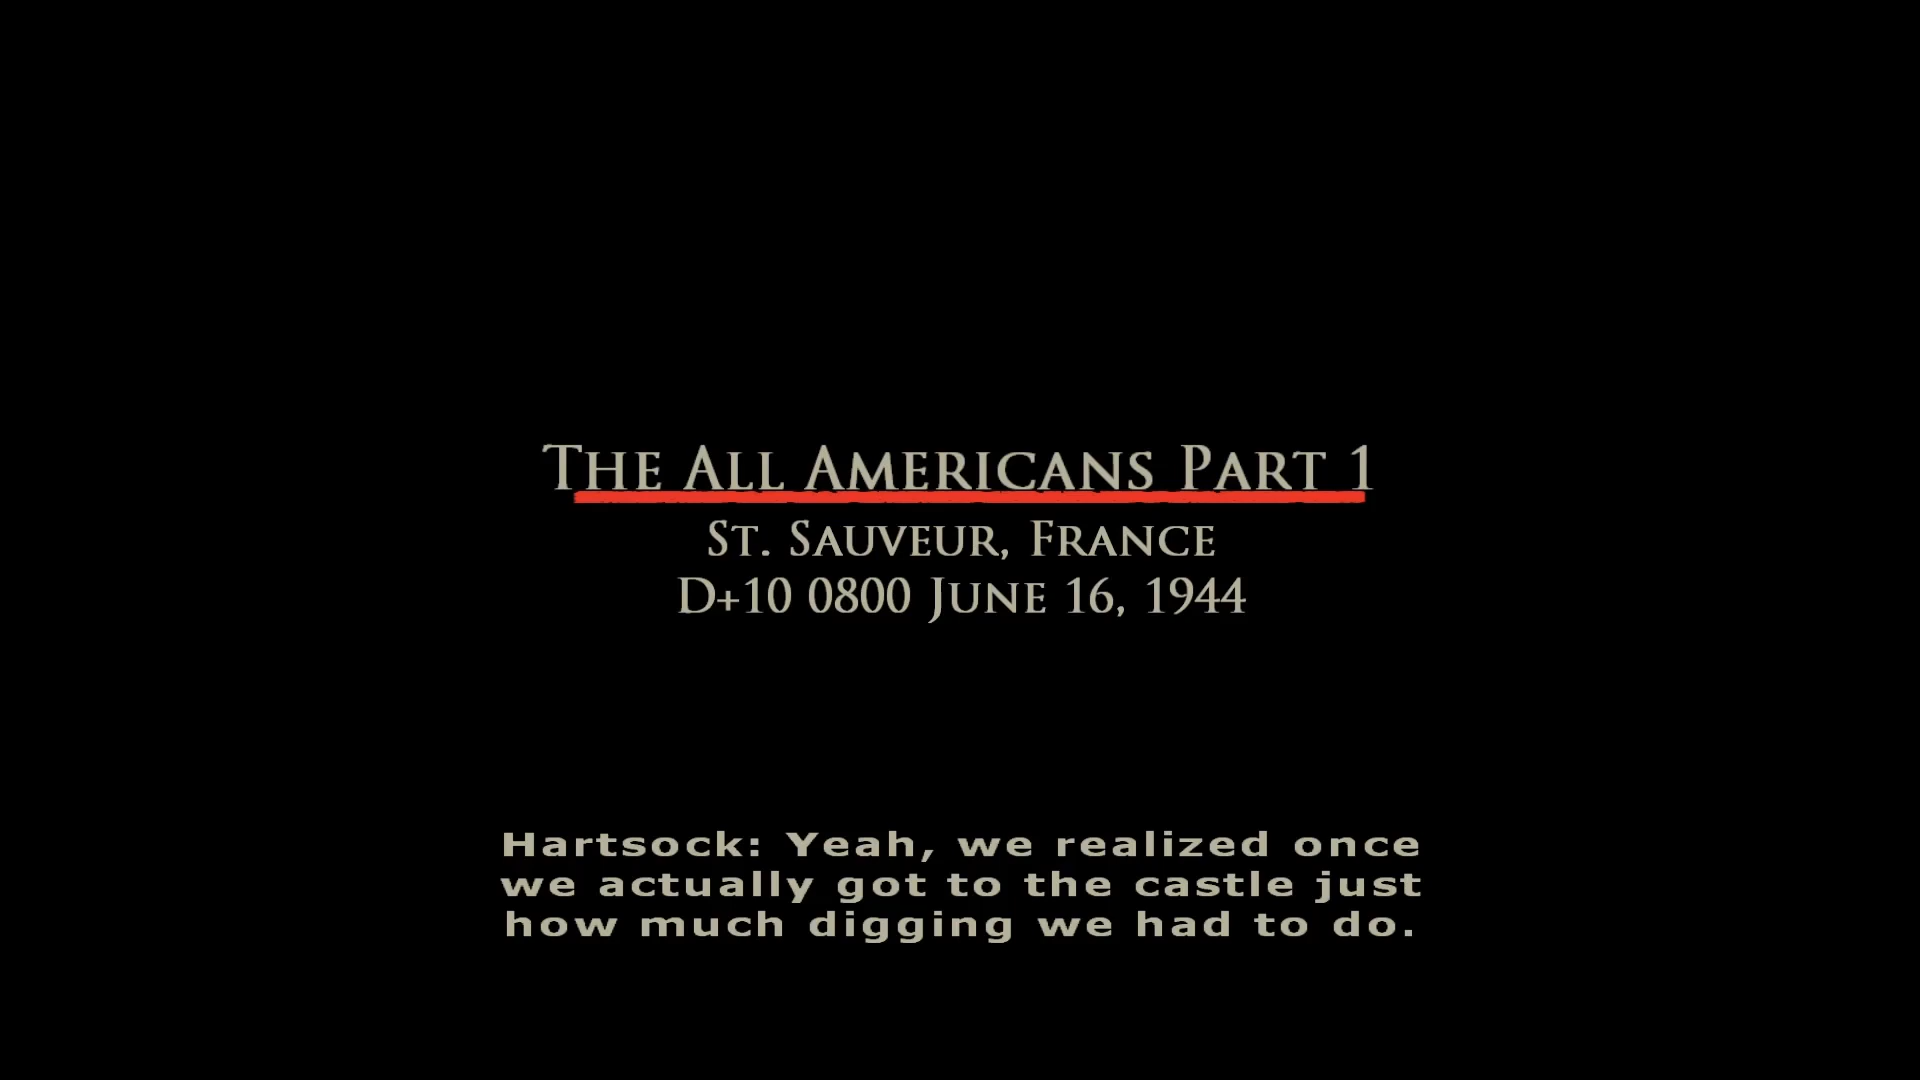 The All Americans Part 1
St. Sauveur, France
D+10 0800 June 16, 1944
Hartsock: Yeah, we realized once
we actually got to the castle just
how much digging we had to do.